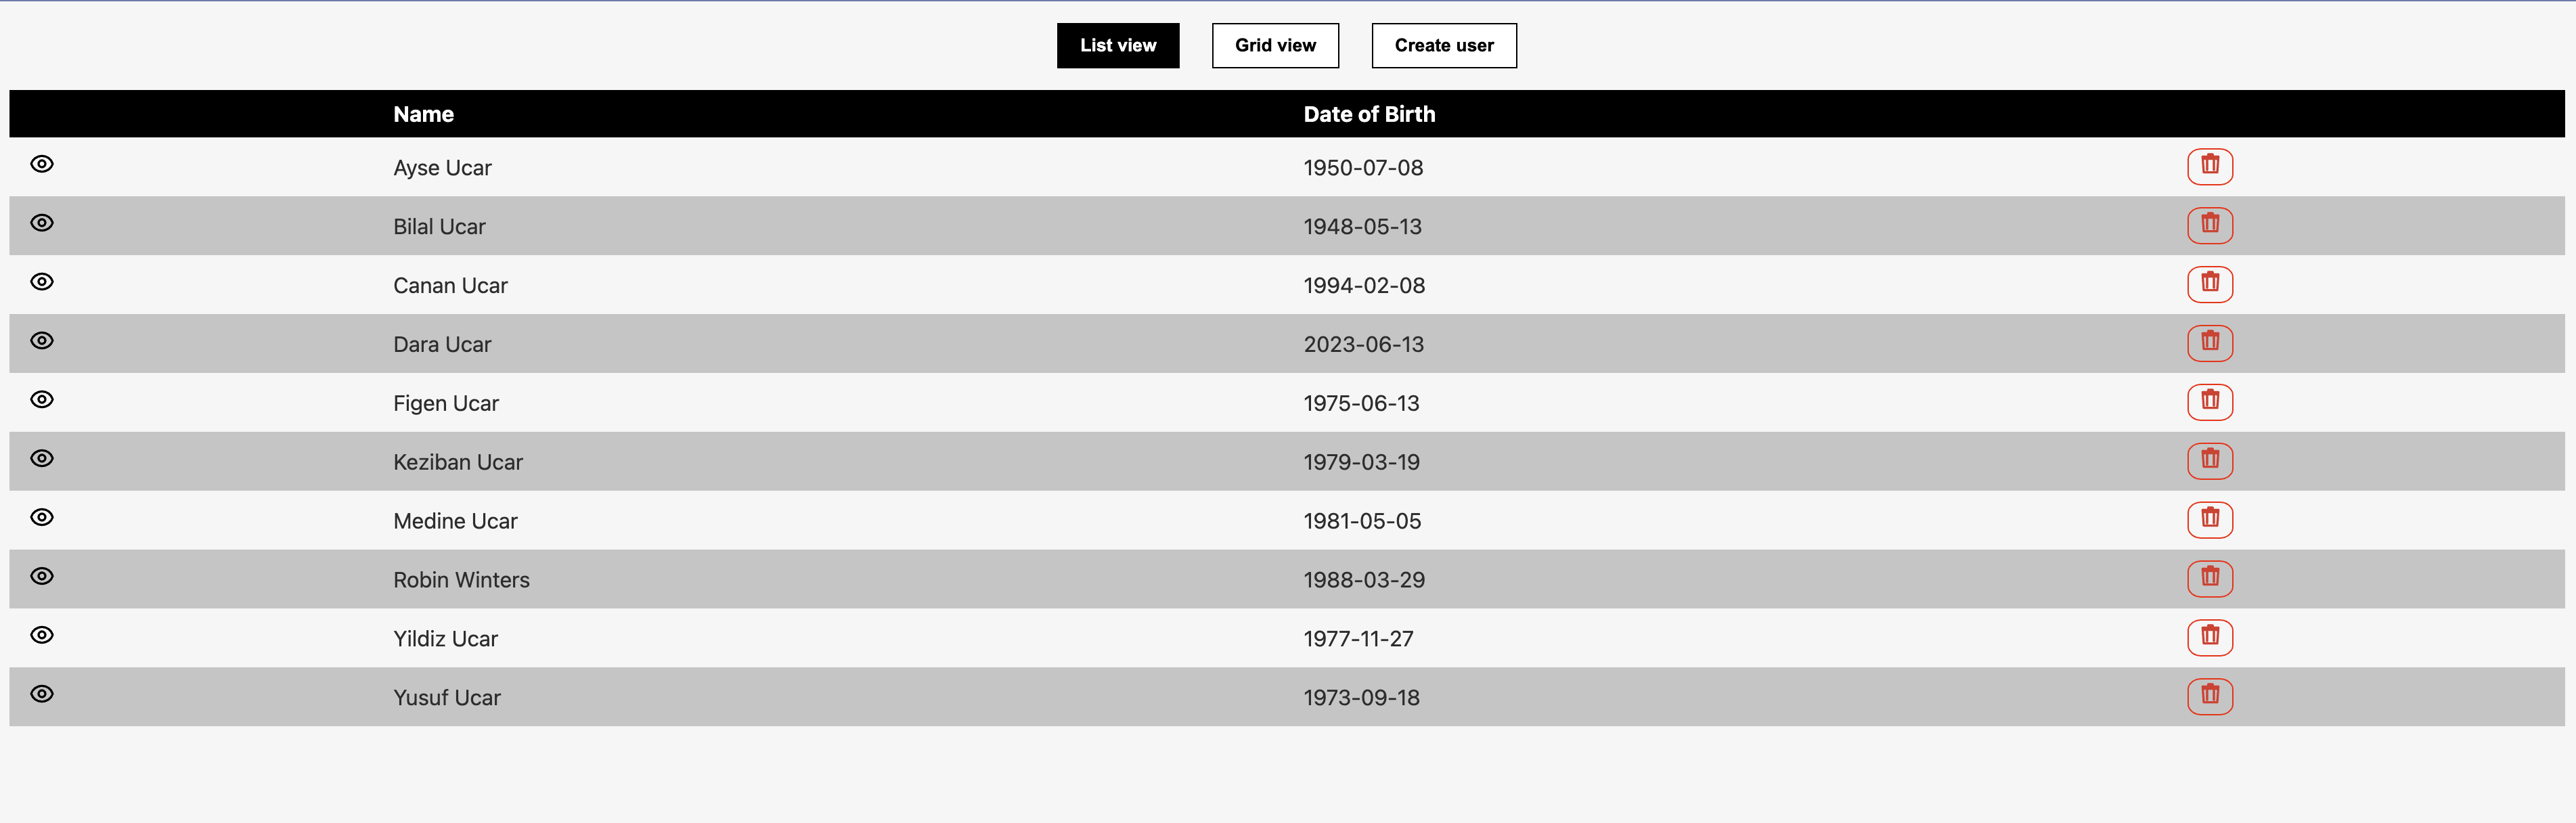 List view Grid view Create user
Name Date of Birth
Ayse Ucar 1950-07-08
Bilal Ucar 1948-05-13
Canan Ucar 1994-02-08
Dara Ucar 2023-06-13
Figen Ucar 1975-06-13
Keziban Ucar 1979-03-19
Medine Ucar 1981-05-05
Robin Winters 1988-03-29
Yildiz Ucar 1977-11-27
Yusuf Ucar 1973-09-18